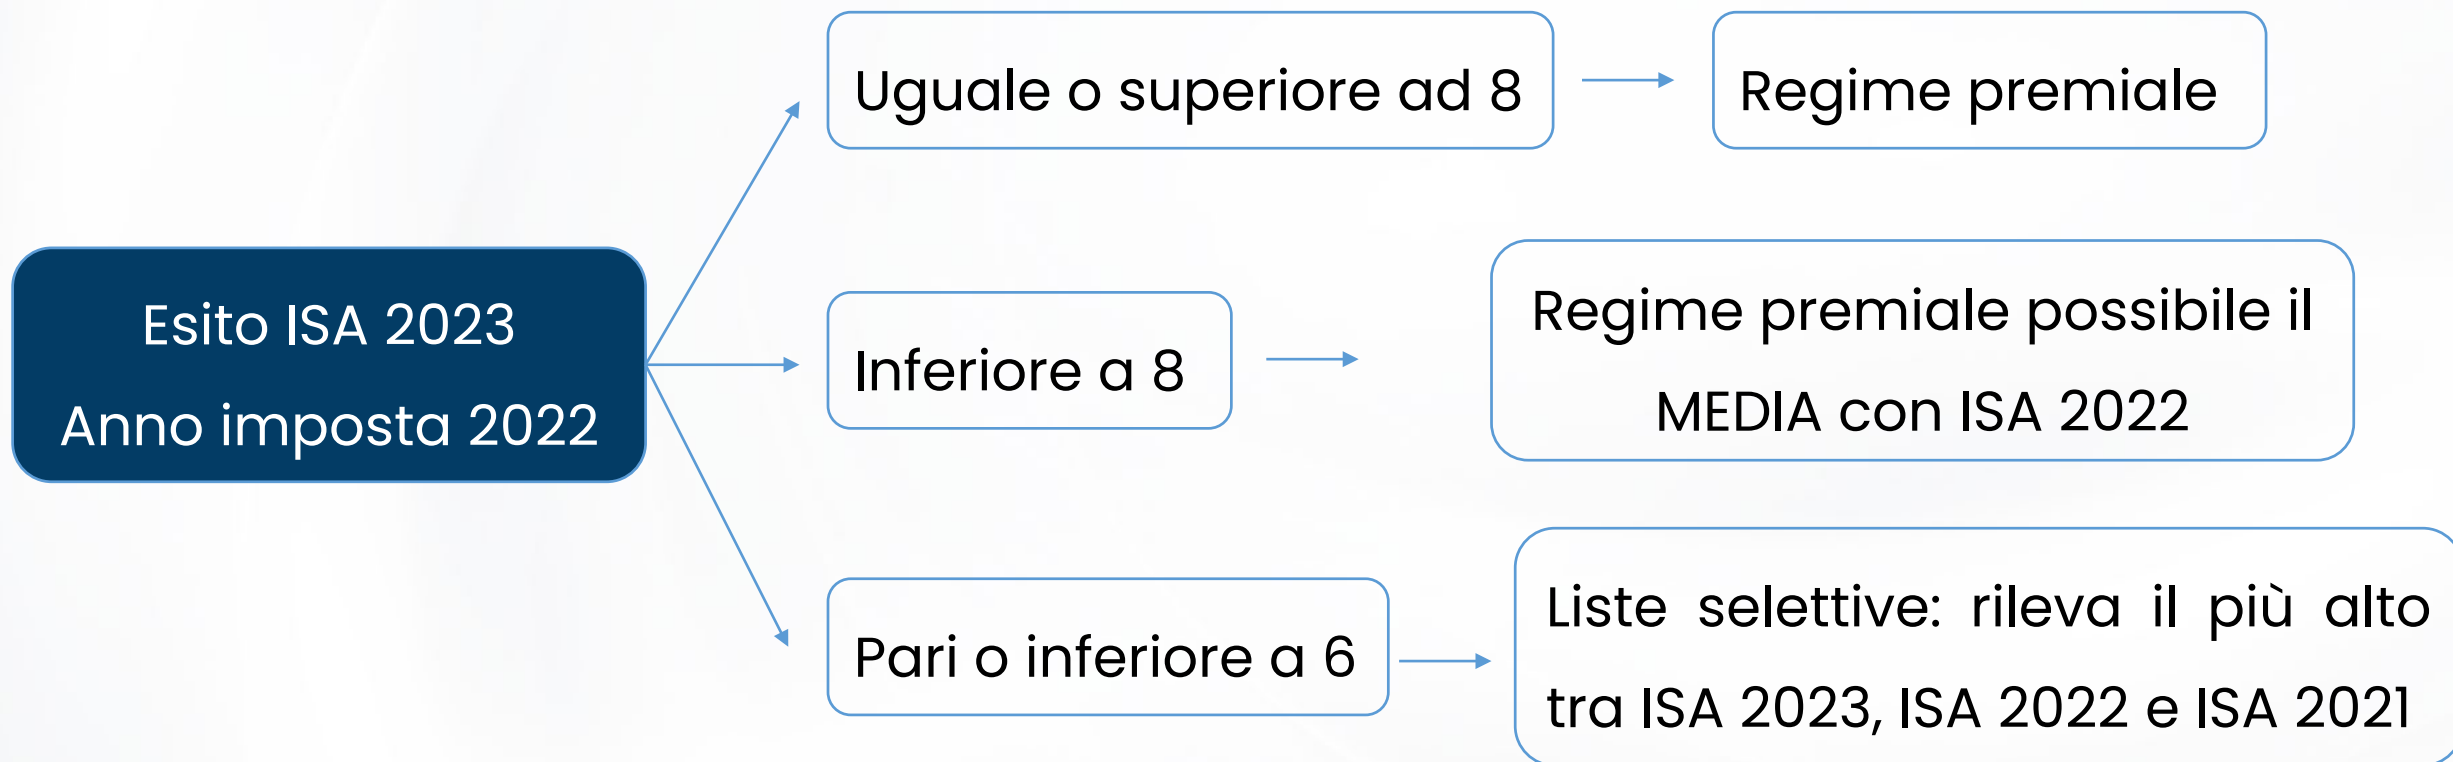 Esito ISA 2023
Anno imposta 2022
Uguale o superiore ad 8
Regime premiale
Inferiore a 8
Regime premiale possibile il
MEDIA con ISA 2022
Pari o inferiore a 6
Liste selettive: rileva il più alto
tra ISA 2023, ISA 2022 e ISA 2021